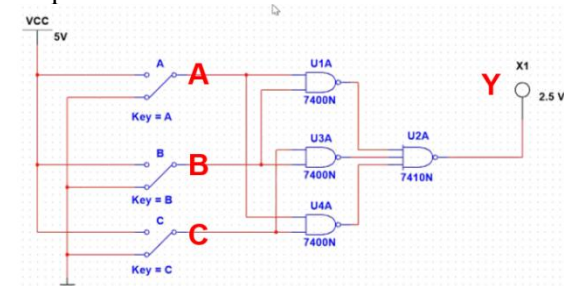 VCC
5V
A
A
Key = A
B
B
Key = B
C
C
Key = C
U1A
7400N
U3A
7400N
U4A
7400N
U2A
7410N
Y
X1
2.5 V